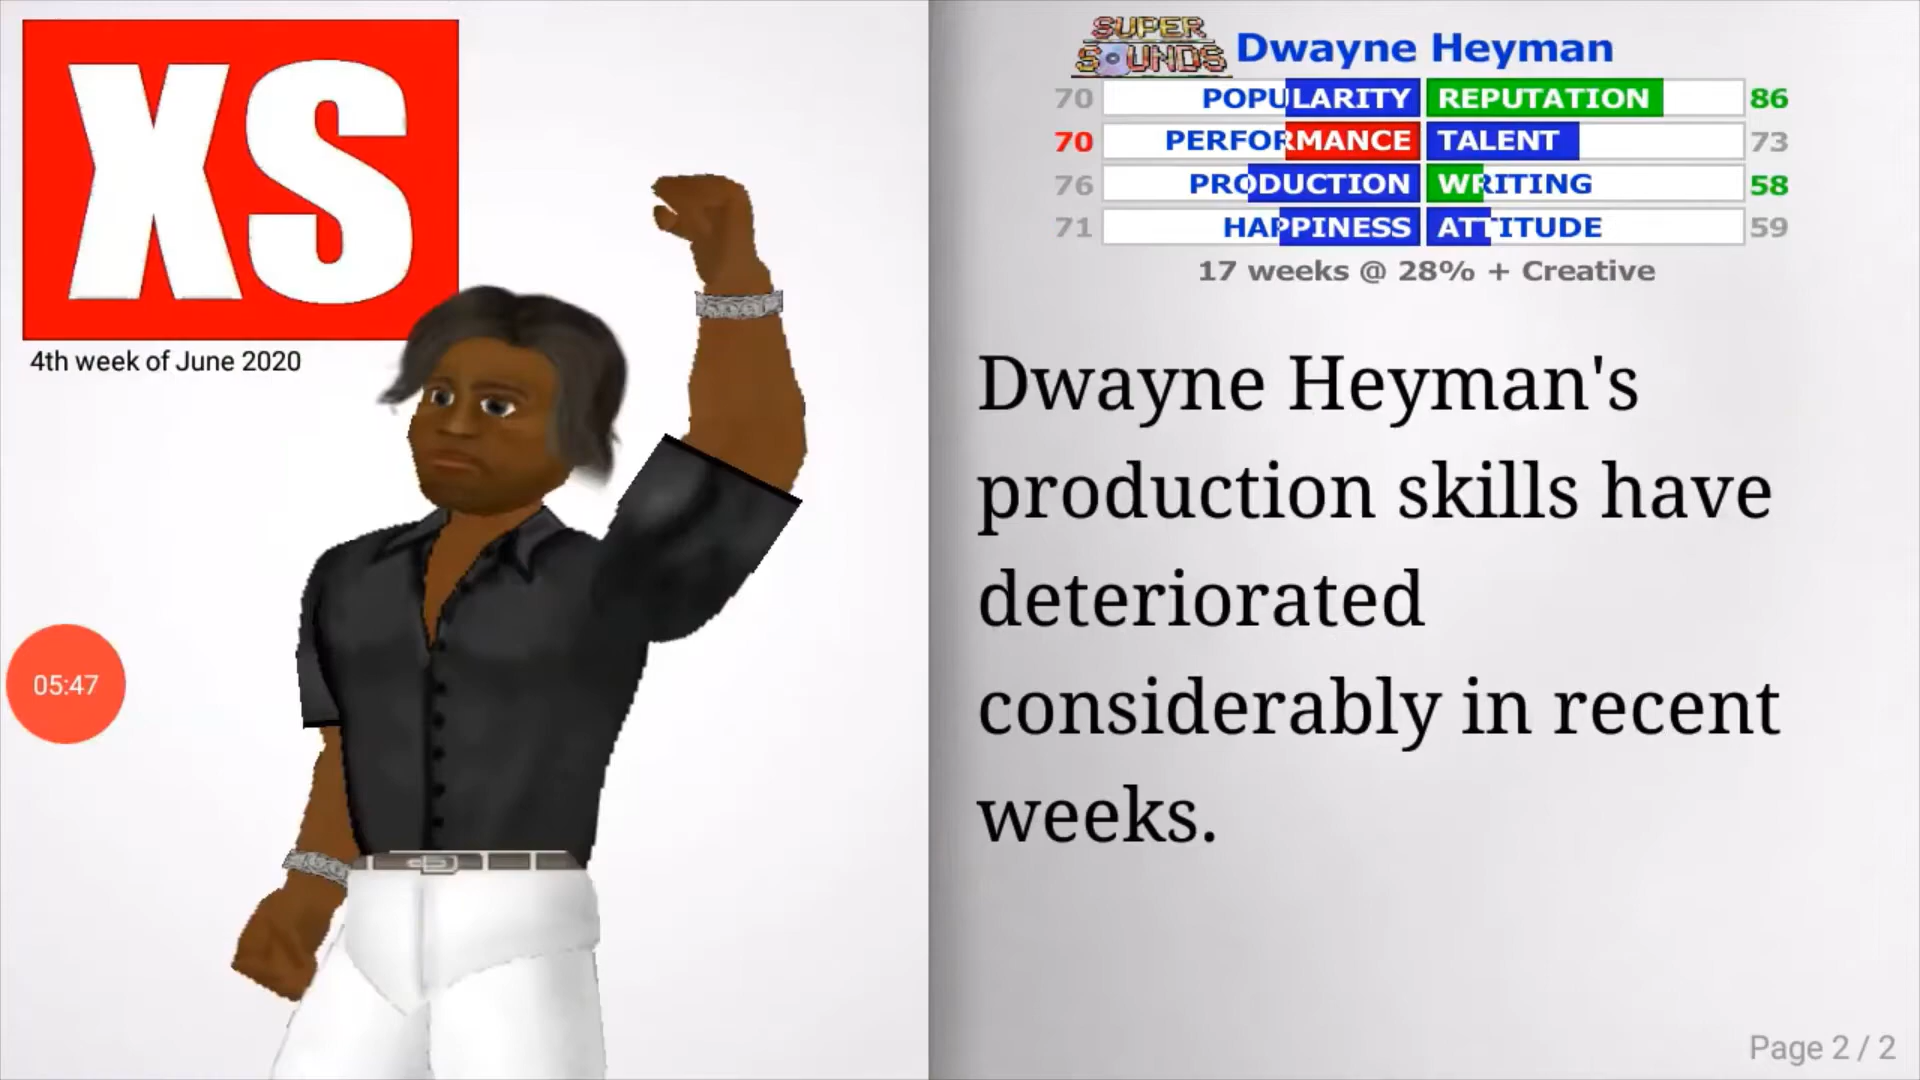 XS
4th week of June 2020
05:47
SUPER
SOUNDS
Dwayne Heyman
70 POPULARITY REPUTATION 86
70 PERFORMANCE TALENT 73
76 PRODUCTION WRITING 58
71 HAPPINESS ATTITUDE 59
17 weeks @ 28% + Creative
Dwayne Heyman's
production skills have
deteriorated
considerably in recent
weeks.
Page 2 / 2